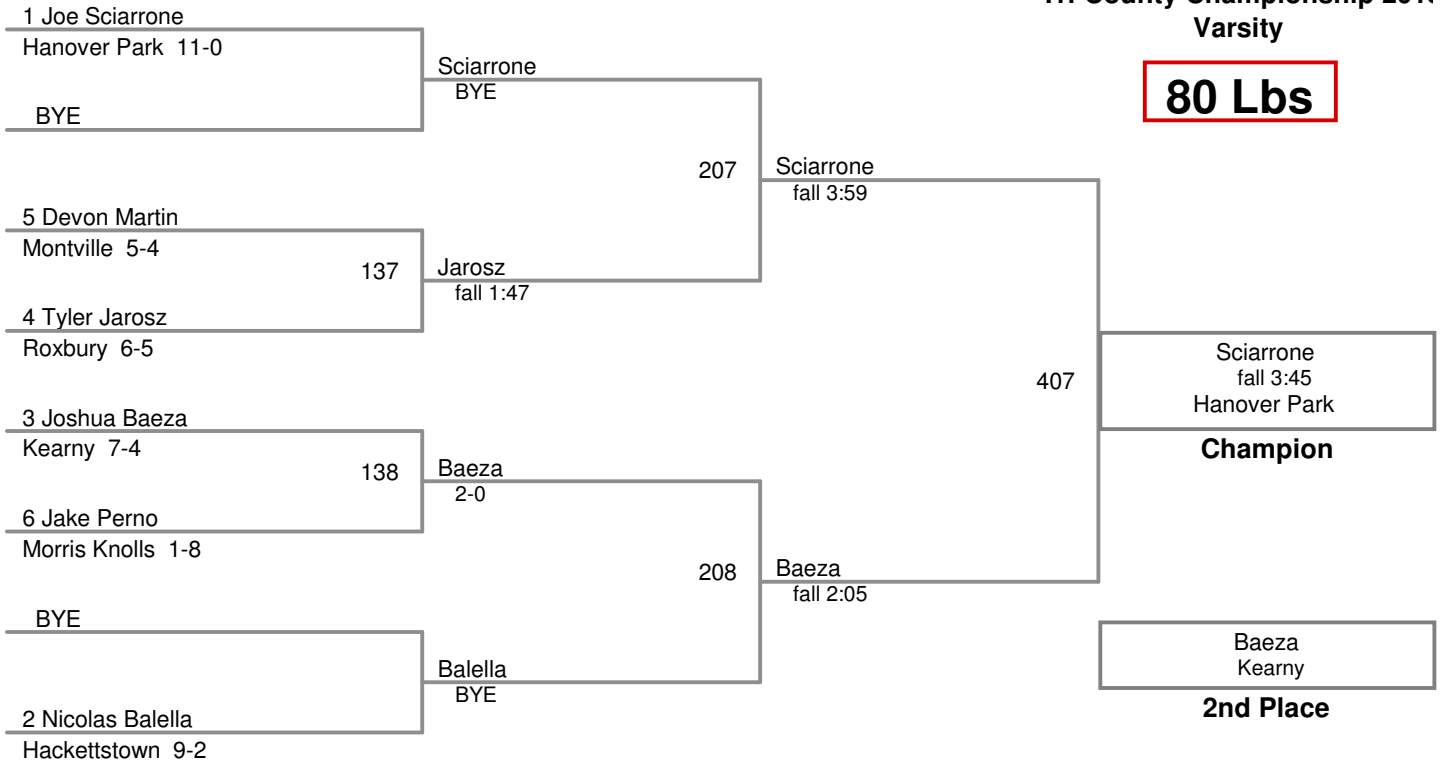 Varsity
80 Lbs
1 Joe Sciarrone
Hanover Park 11-0
BYE
5 Devon Martin
Montville 5-4
4 Tyler Jarosz
Roxbury 6-5
3 Joshua Baeza
Kearny 7-4
6 Jake Perno
Morris Knolls 1-8
BYE
2 Nicolas Balella
Hackettstown 9-2
Sciarrone
BYE
137
Jarosz
fall 1:47
138
Baeza
2-0
Balella
BYE
207
Sciarrone
fall 3:59
208
Baeza
fall 2:05
407
Sciarrone
fall 3:45
Hanover Park
Champion
Baeza
Kearny
2nd Place